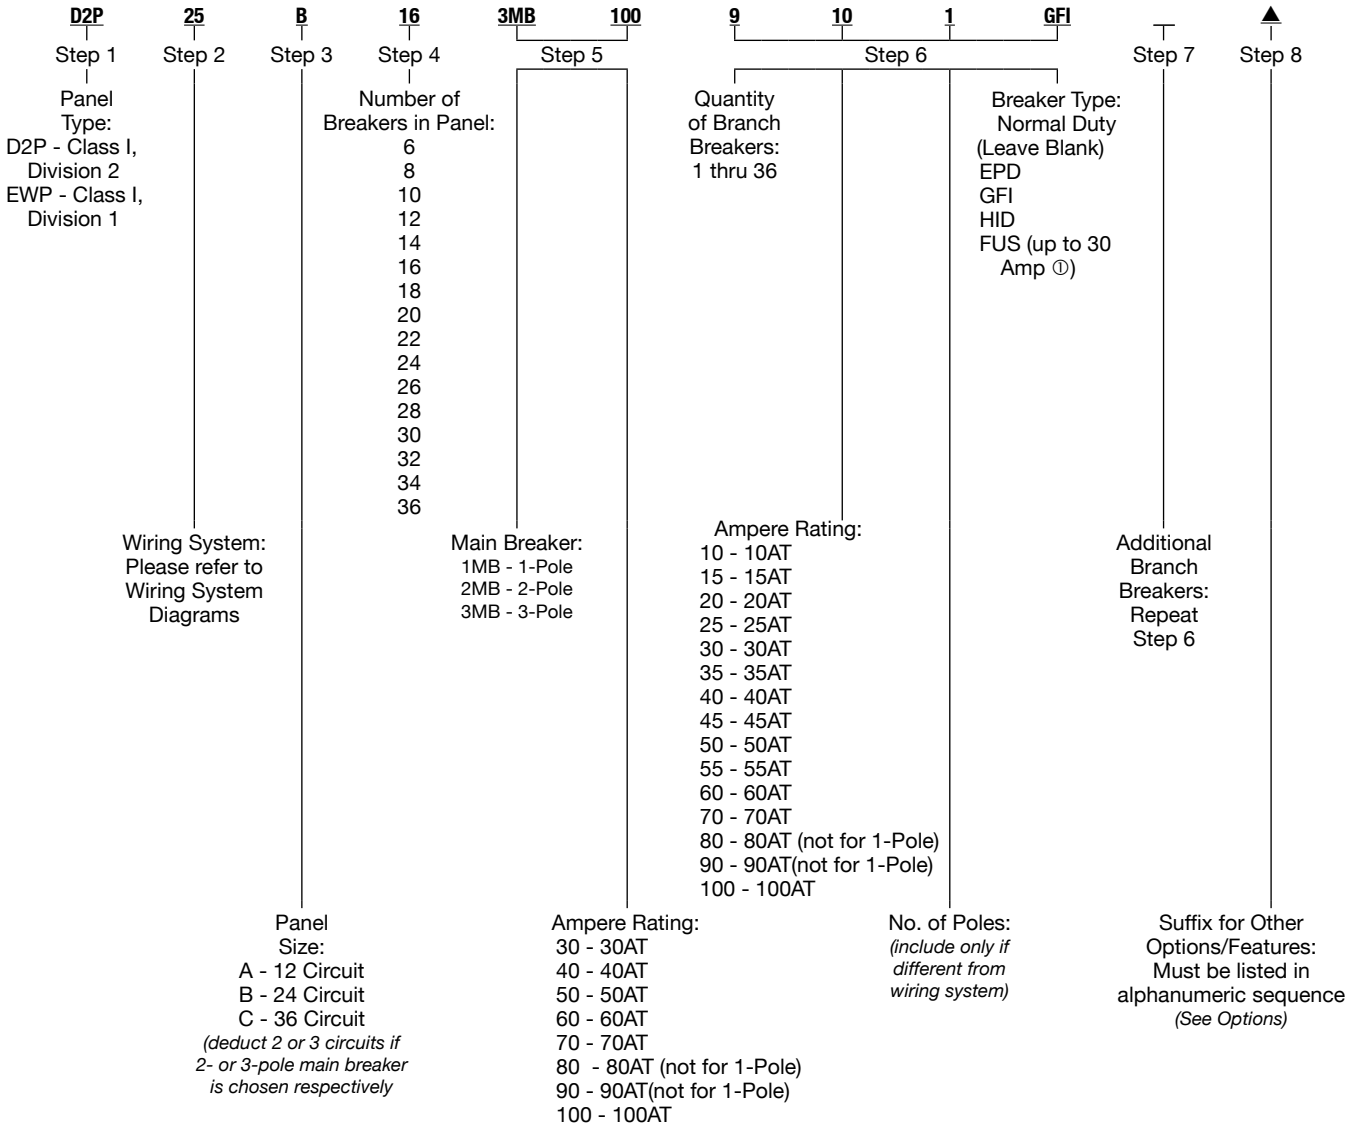 D2P 25 B 16 3MB 100 9 10 1 GFI ▲
Step 1 Step 2 Step 3 Step 4 Step 5 Step 6 Step 7 Step 8
Panel
Type:
D2P - Class I,
Division 2
EWP - Class I,
Division 1
Number of
Breakers in Panel:
6
8
10
12
14
16
18
20
22
24
26
28
30
32
34
36
Quantity
of Branch
Breakers:
1 thru 36
Breaker Type:
Normal Duty
(Leave Blank)
EPD
GFI
HID
FUS (up to 30
Amp ①)
Wiring System:
Please refer to
Wiring System
Diagrams
Main Breaker:
1MB - 1-Pole
2MB - 2-Pole
3MB - 3-Pole
Ampere Rating:
10 - 10AT
15 - 15AT
20 - 20AT
25 - 25AT
30 - 30AT
35 - 35AT
40 - 40AT
45 - 45AT
50 - 50AT
55 - 55AT
60 - 60AT
70 - 70AT
80 - 80AT (not for 1-Pole)
90 - 90AT(not for 1-Pole)
100 - 100AT
Additional
Branch
Breakers:
Repeat
Step 6
Panel
Size:
A - 12 Circuit
B - 24 Circuit
C - 36 Circuit
(deduct 2 or 3 circuits if
2- or 3-pole main breaker
is chosen respectively
Ampere Rating:
30 - 30AT
40 - 40AT
50 - 50AT
60 - 60AT
70 - 70AT
80 - 80AT (not for 1-Pole)
90 - 90AT(not for 1-Pole)
100 - 100AT
No. of Poles:
(include only if
different from
wiring system)
Suffix for Other
Options/Features:
Must be listed in
alphanumeric sequence
(See Options)